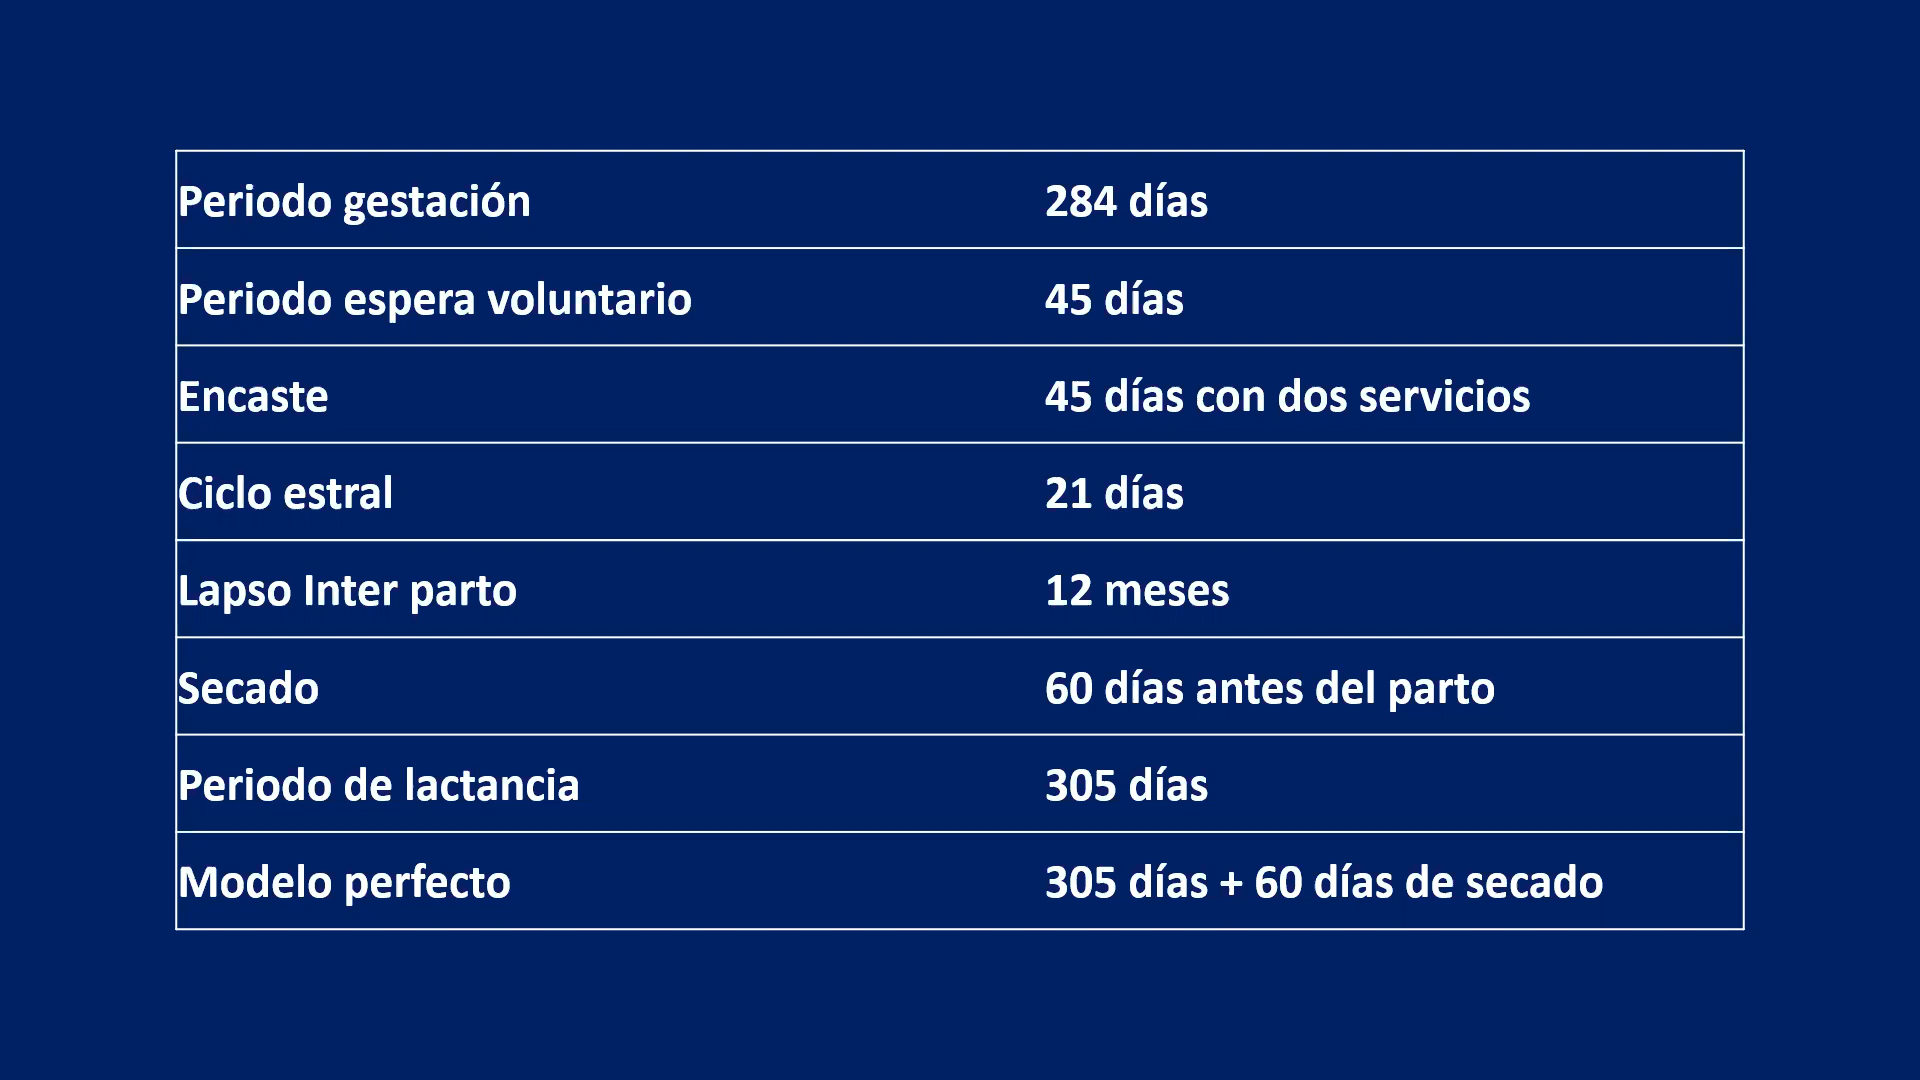 Periodo gestación 284 días
Periodo espera voluntario 45 días
Encaste 45 días con dos servicios
Ciclo estral 21 días
Lapso Inter parto 12 meses
Secado 60 días antes del parto
Periodo de lactancia 305 días
Modelo perfecto 305 días + 60 días de secado